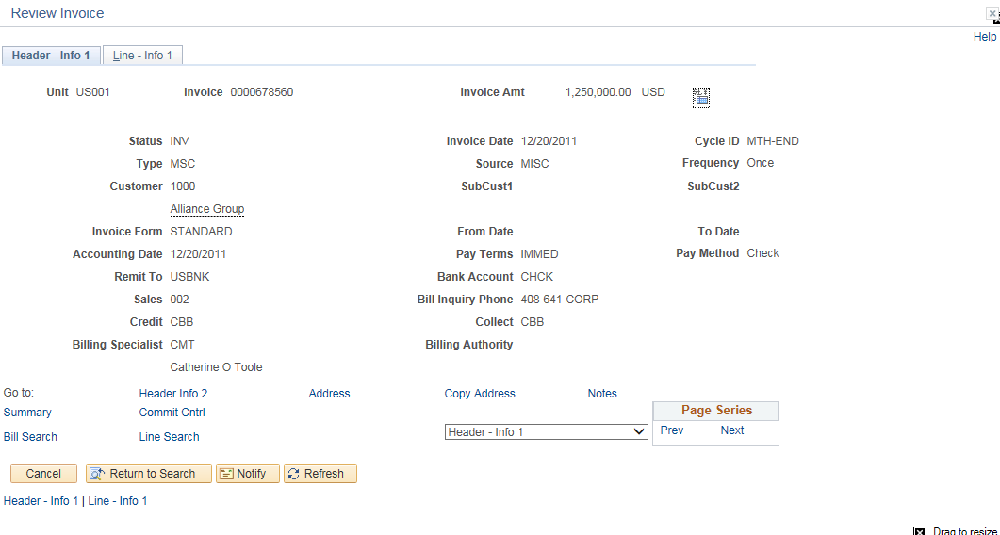 Review Invoice
Help
Header - Info 1 Line - Info 1
Unit US001 Invoice 0000678560 Invoice Amt 1,250,000.00 USD
Status INV Invoice Date 12/20/2011 Cycle ID MTH-END
Type MSC Source MISC Frequency Once
Customer 1000 SubCust1 SubCust2
Alliance Group
Invoice Form STANDARD From Date To Date
Accounting Date 12/20/2011 Pay Terms IMMED Pay Method Check
Remit To USBNK Bank Account CHCK
Sales 002 Bill Inquiry Phone 408-641-CORP
Credit CBB Collect CBB
Billing Specialist CMT Billing Authority
Catherine O Toole
Go to: Header Info 2 Address Copy Address Notes
Summary Commit Cntrl Page Series
Bill Search Line Search Header - Info 1 Prev Next
Cancel Return to Search Notify Refresh
Header - Info 1 | Line - Info 1
Drag to resize